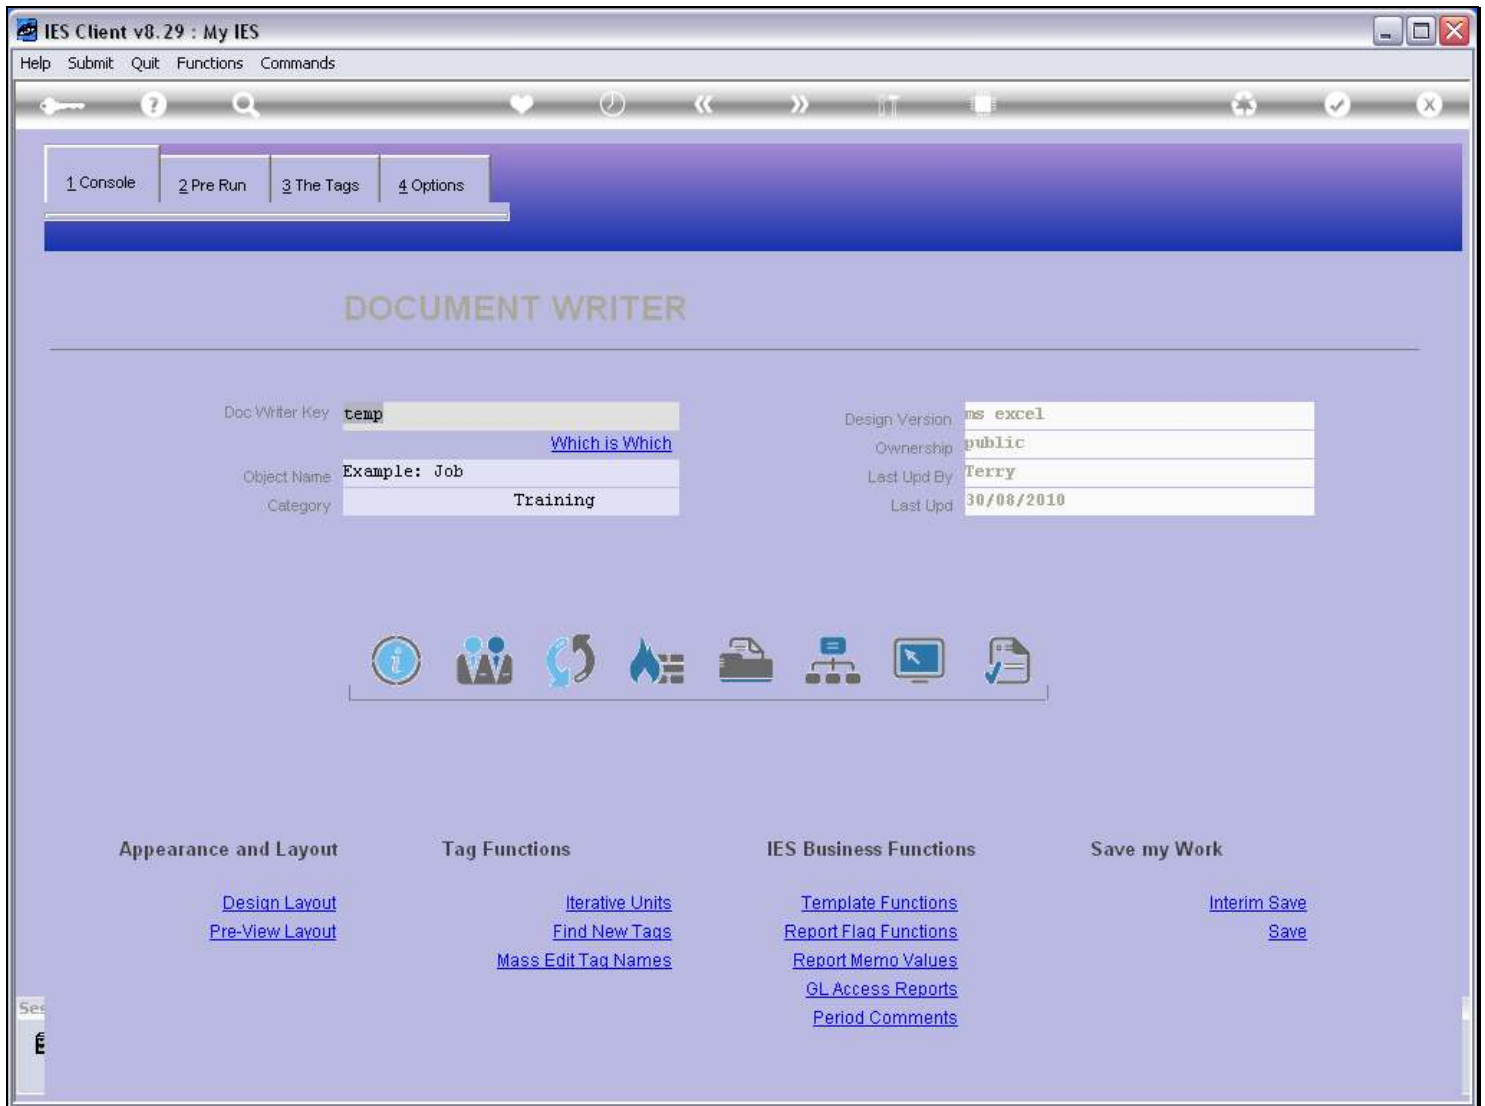 IES Client v8.29 : My IES
Help Submit Quit Functions Commands
1 Console 2 Pre Run 3 The Tags 4 Options
DOCUMENT WRITER
Doc Writer Key temp
Design Version ms excel
Which is Which
Ownership public
Object Name Example: Job
Last Upd By Terry
Category Training
Last Upd 30/08/2010
Appearance and Layout Tag Functions IES Business Functions Save my Work
Design Layout Iterative Units Template Functions Interim Save
Pre-View Layout Find New Tags Report Flag Functions Save
Mass Edit Tag Names Report Memo Values
GL Access Reports
Ses
Period Comments